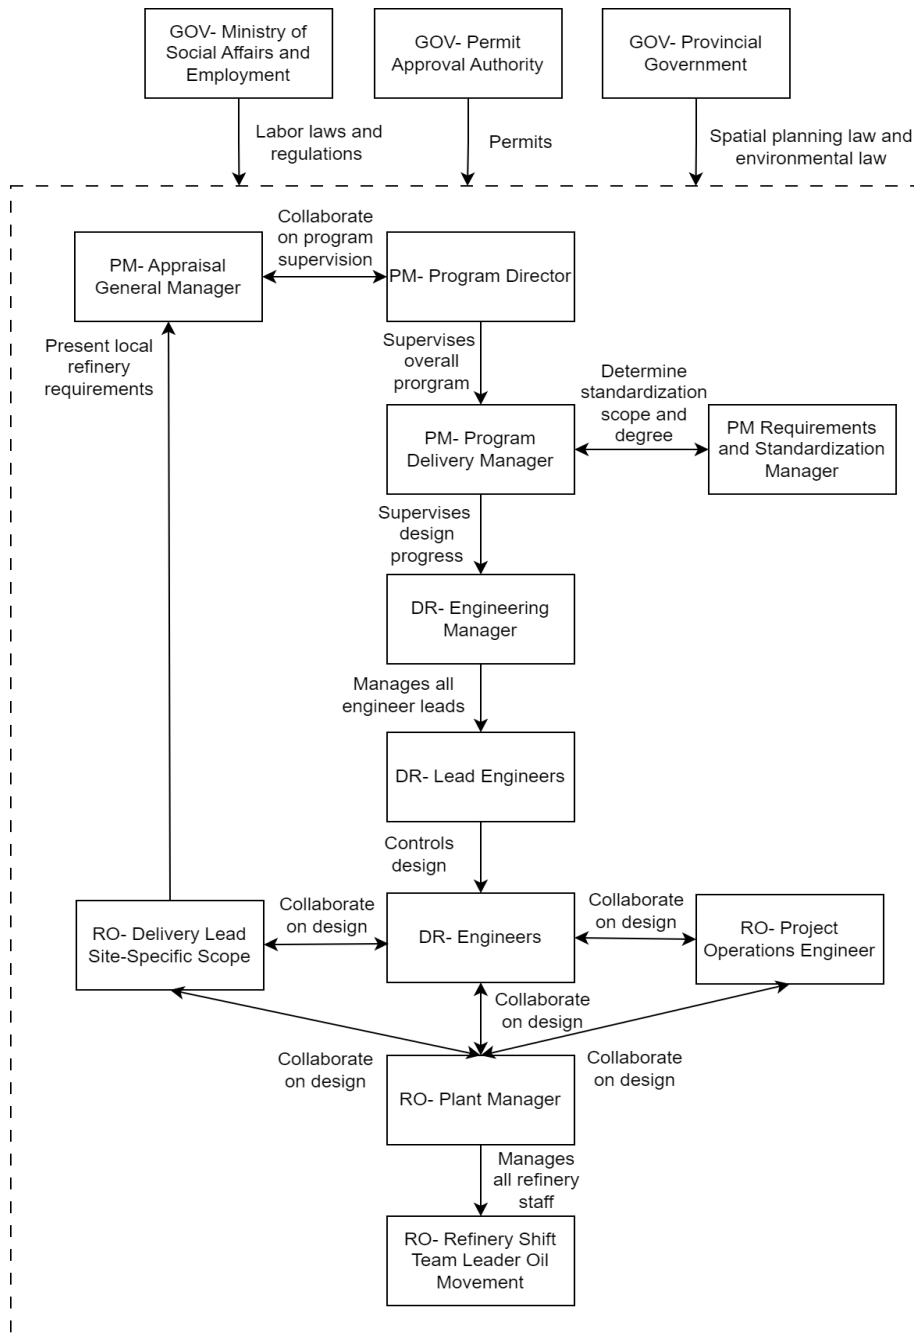 GOV- Ministry of
Social Affairs and
Employment
GOV- Permit
Approval Authority
GOV- Provincial
Government
Labor laws and
regulations
Permits
Spatial planning law and
environmental law
Collaborate
on program
supervision
PM- Appraisal
General Manager
PM- Program Director
Present local
refinery
requirements
Supervises
overall
prorgram
Determine
standardization
scope and
degree
PM- Program
Delivery Manager
PM Requirements
and Standardization
Manager
Supervises
design
progress
DR- Engineering
Manager
Manages all
engineer leads
DR- Lead Engineers
Controls
design
RO- Delivery Lead
Site-Specific Scope
Collaborate
on design
DR- Engineers
Collaborate
on design
RO- Project
Operations Engineer
Collaborate
on design
Collaborate
on design
Collaborate
on design
RO- Plant Manager
Manages
all refinery
staff
RO- Refinery Shift
Team Leader Oil
Movement